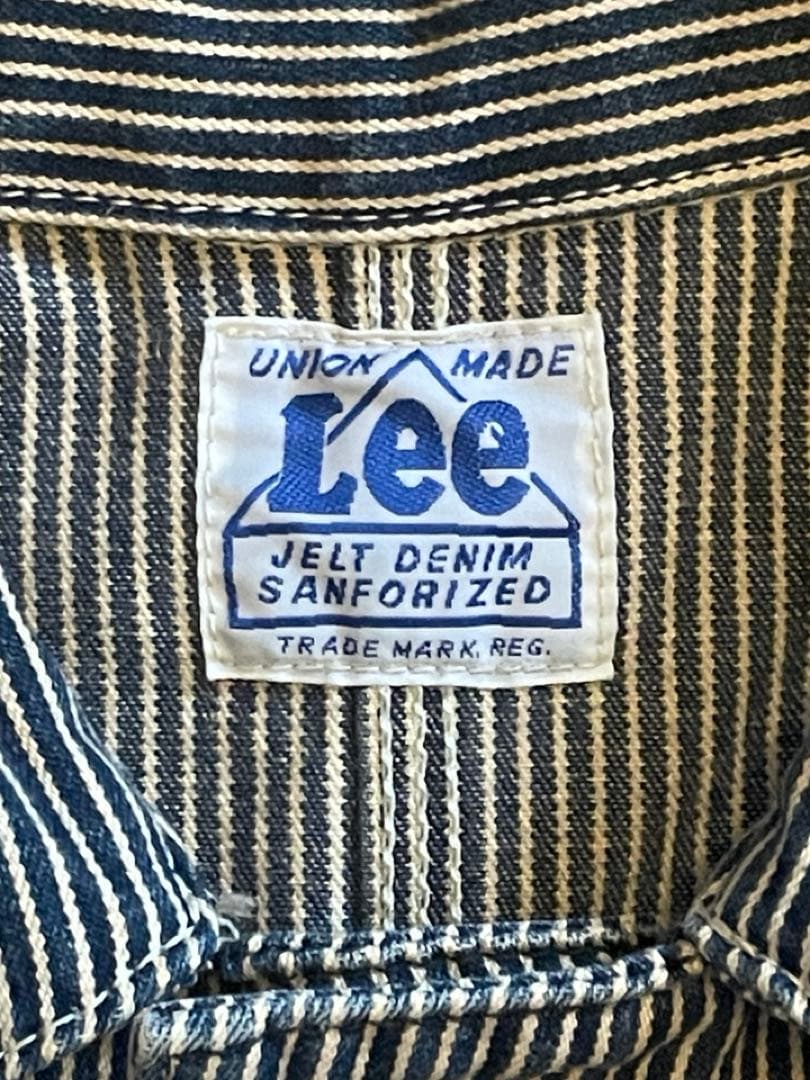 UNION MADE
Lee
JELT DENIM
SANFORIZED
TRADE MARK. REG.